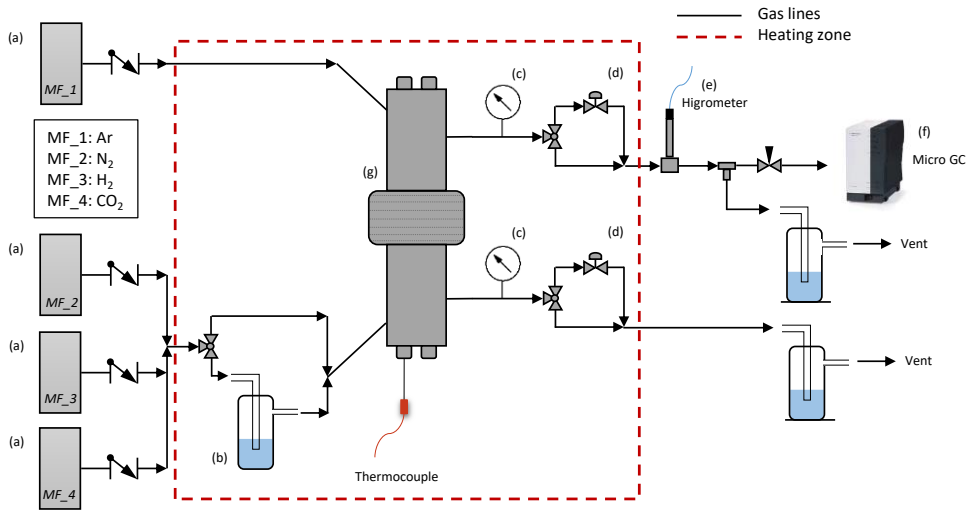 Gas lines
Heating zone
(a)
MF_1
(c)
(d)
(e)
Higrometer
(f)
Micro GC
MF_1: Ar
MF_2: N₂
MF_3: H₂
MF_4: CO₂
(g)
(a)
MF_2
(c)
(d)
Vent
(a)
MF_3
Vent
(a)
MF_4
(b)
Thermocouple